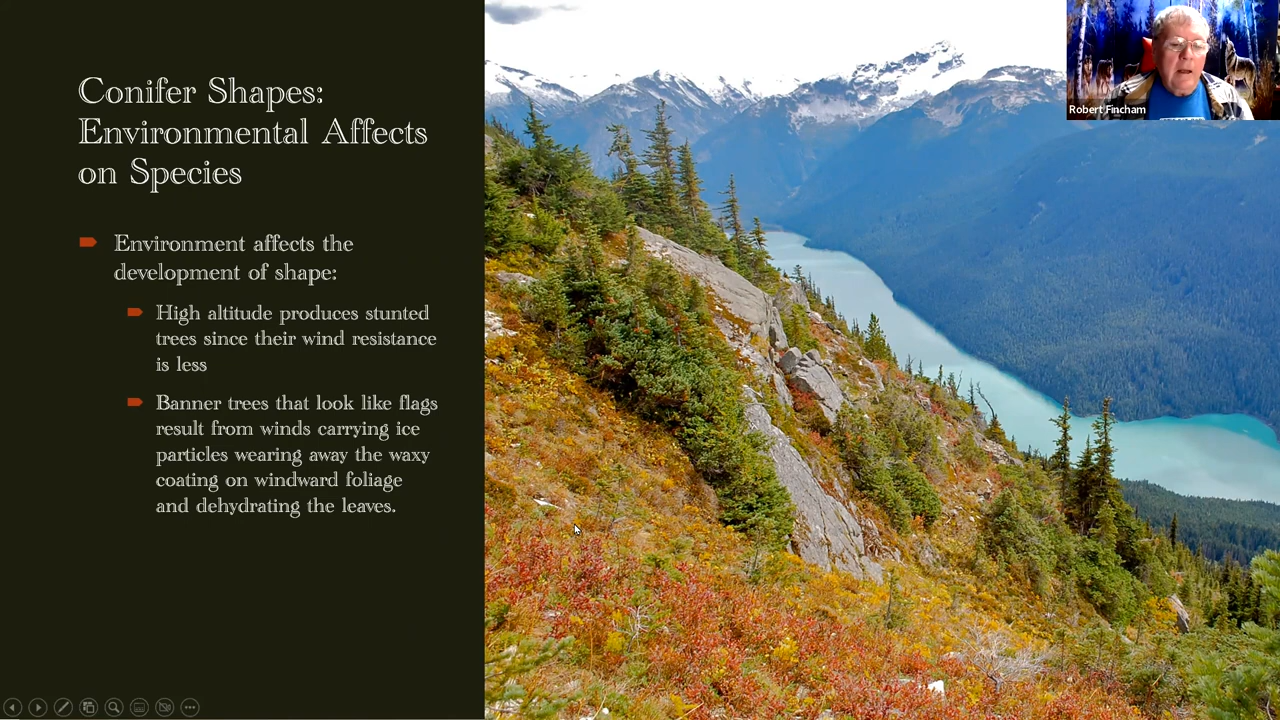 Conifer Shapes:
Environmental Affects
on Species
Environment affects the
development of shape:
High altitude produces stunted
trees since their wind resistance
is less
Banner trees that look like flags
result from winds carrying ice
particles wearing away the waxy
coating on windward foliage
and dehydrating the leaves.
Robert Fincham